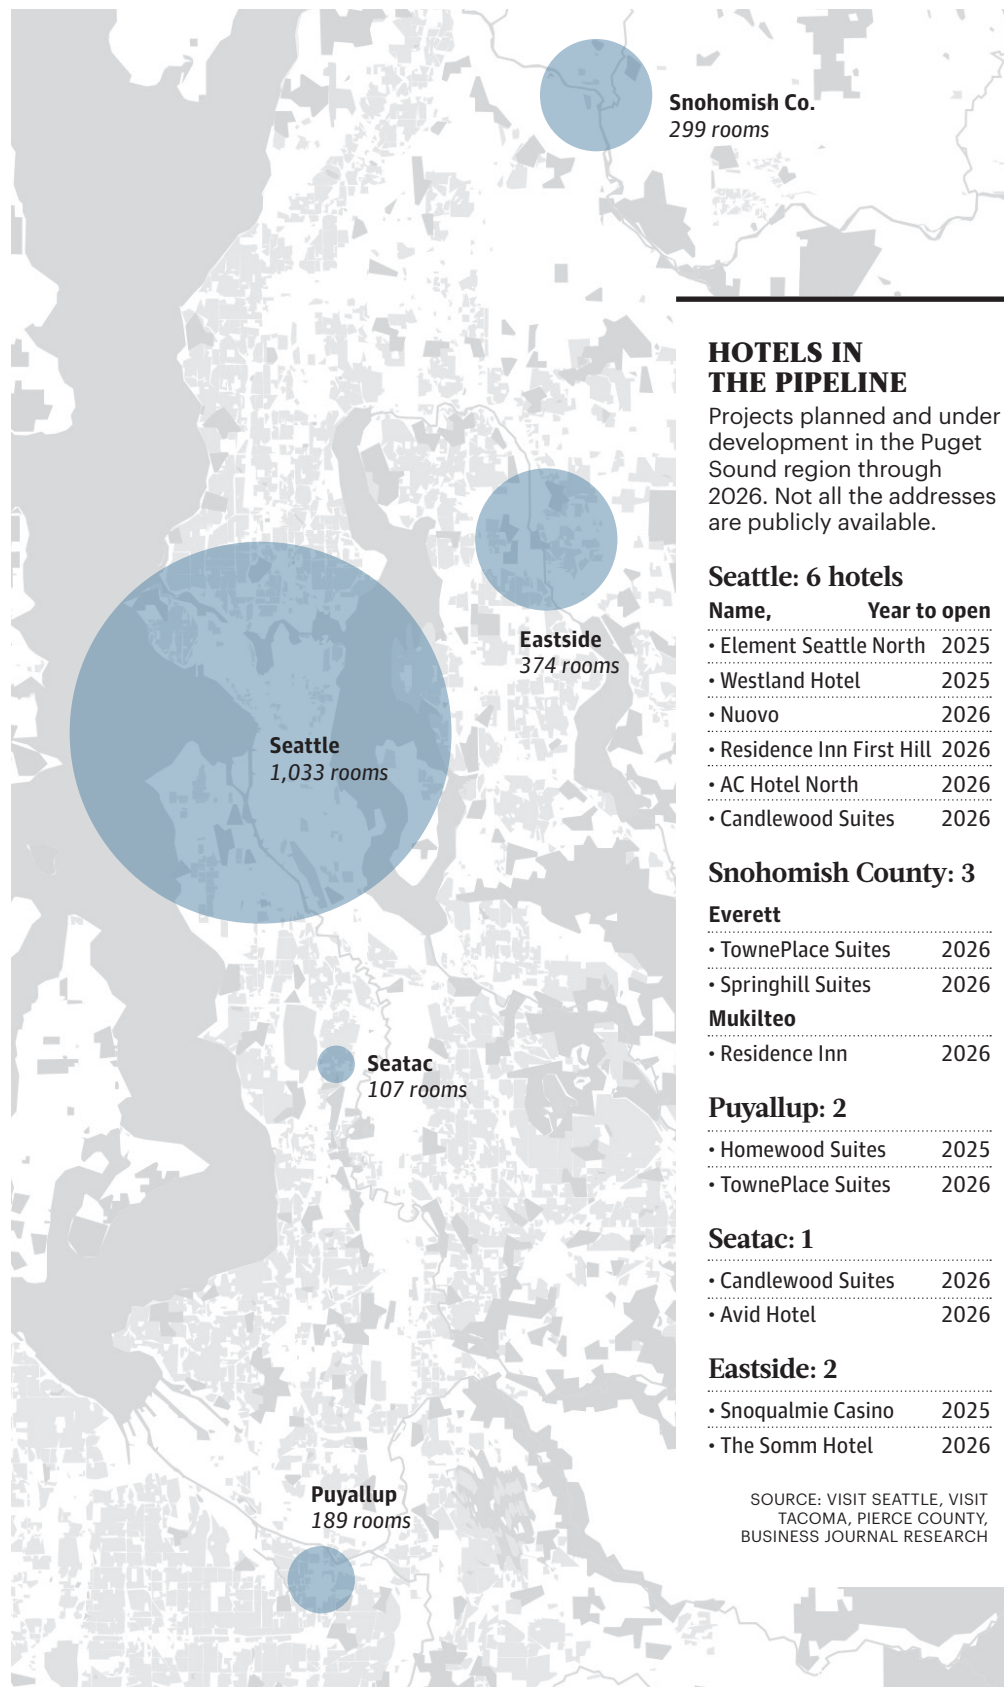 Snohomish Co.
299 rooms
Eastside
374 rooms
Seattle
1,033 rooms
Seatac
107 rooms
Puyallup
189 rooms
HOTELS IN
THE PIPELINE
Projects planned and under
development in the Puget
Sound region through
2026. Not all the addresses
are publicly available.
Seattle: 6 hotels
Name, Year to open
• Element Seattle North 2025
• Westland Hotel 2025
• Nuovo 2026
• Residence Inn First Hill 2026
• AC Hotel North 2026
• Candlewood Suites 2026
Snohomish County: 3
Everett
• TownePlace Suites 2026
• Springhill Suites 2026
Mukilteo
• Residence Inn 2026
Puyallup: 2
• Homewood Suites 2025
• TownePlace Suites 2026
Seatac: 1
• Candlewood Suites 2026
• Avid Hotel 2026
Eastside: 2
• Snoqualmie Casino 2025
• The Somm Hotel 2026
SOURCE: VISIT SEATTLE, VISIT
TACOMA, PIERCE COUNTY,
BUSINESS JOURNAL RESEARCH